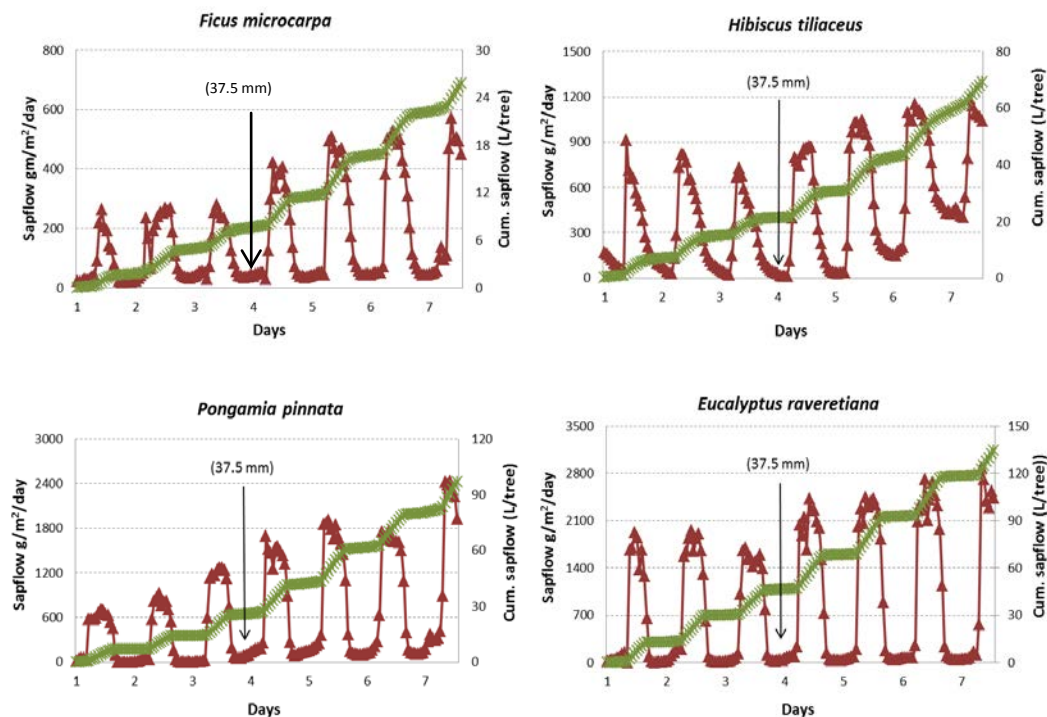 Ficus microcarpa
Sapflow gm/m²/day
800
600
400
200
0
(37.5 mm)
30
24
18
12
6
0
Cum. sapflow (L/tree)
1 2 3 4 5 6 7
Days
Hibiscus tiliaceus
Sapflow g/m²/day
1500
1200
900
600
300
0
(37.5 mm)
80
60
40
20
0
Cum. sapflow (L/tree)
1 2 3 4 5 6 7
Days
Pongamia pinnata
Sapflow g/m²/day
3000
2400
1800
1200
600
0
(37.5 mm)
120
90
60
30
0
Cum. sapflow (L/tree)
1 2 3 4 5 6 7
Days
Eucalyptus raveretiana
Sapflow g/m²/day
3500
2800
2100
1400
700
0
(37.5 mm)
150
120
90
60
30
0
Cum. sapflow (L/tree))
1 2 3 4 5 6 7
Days